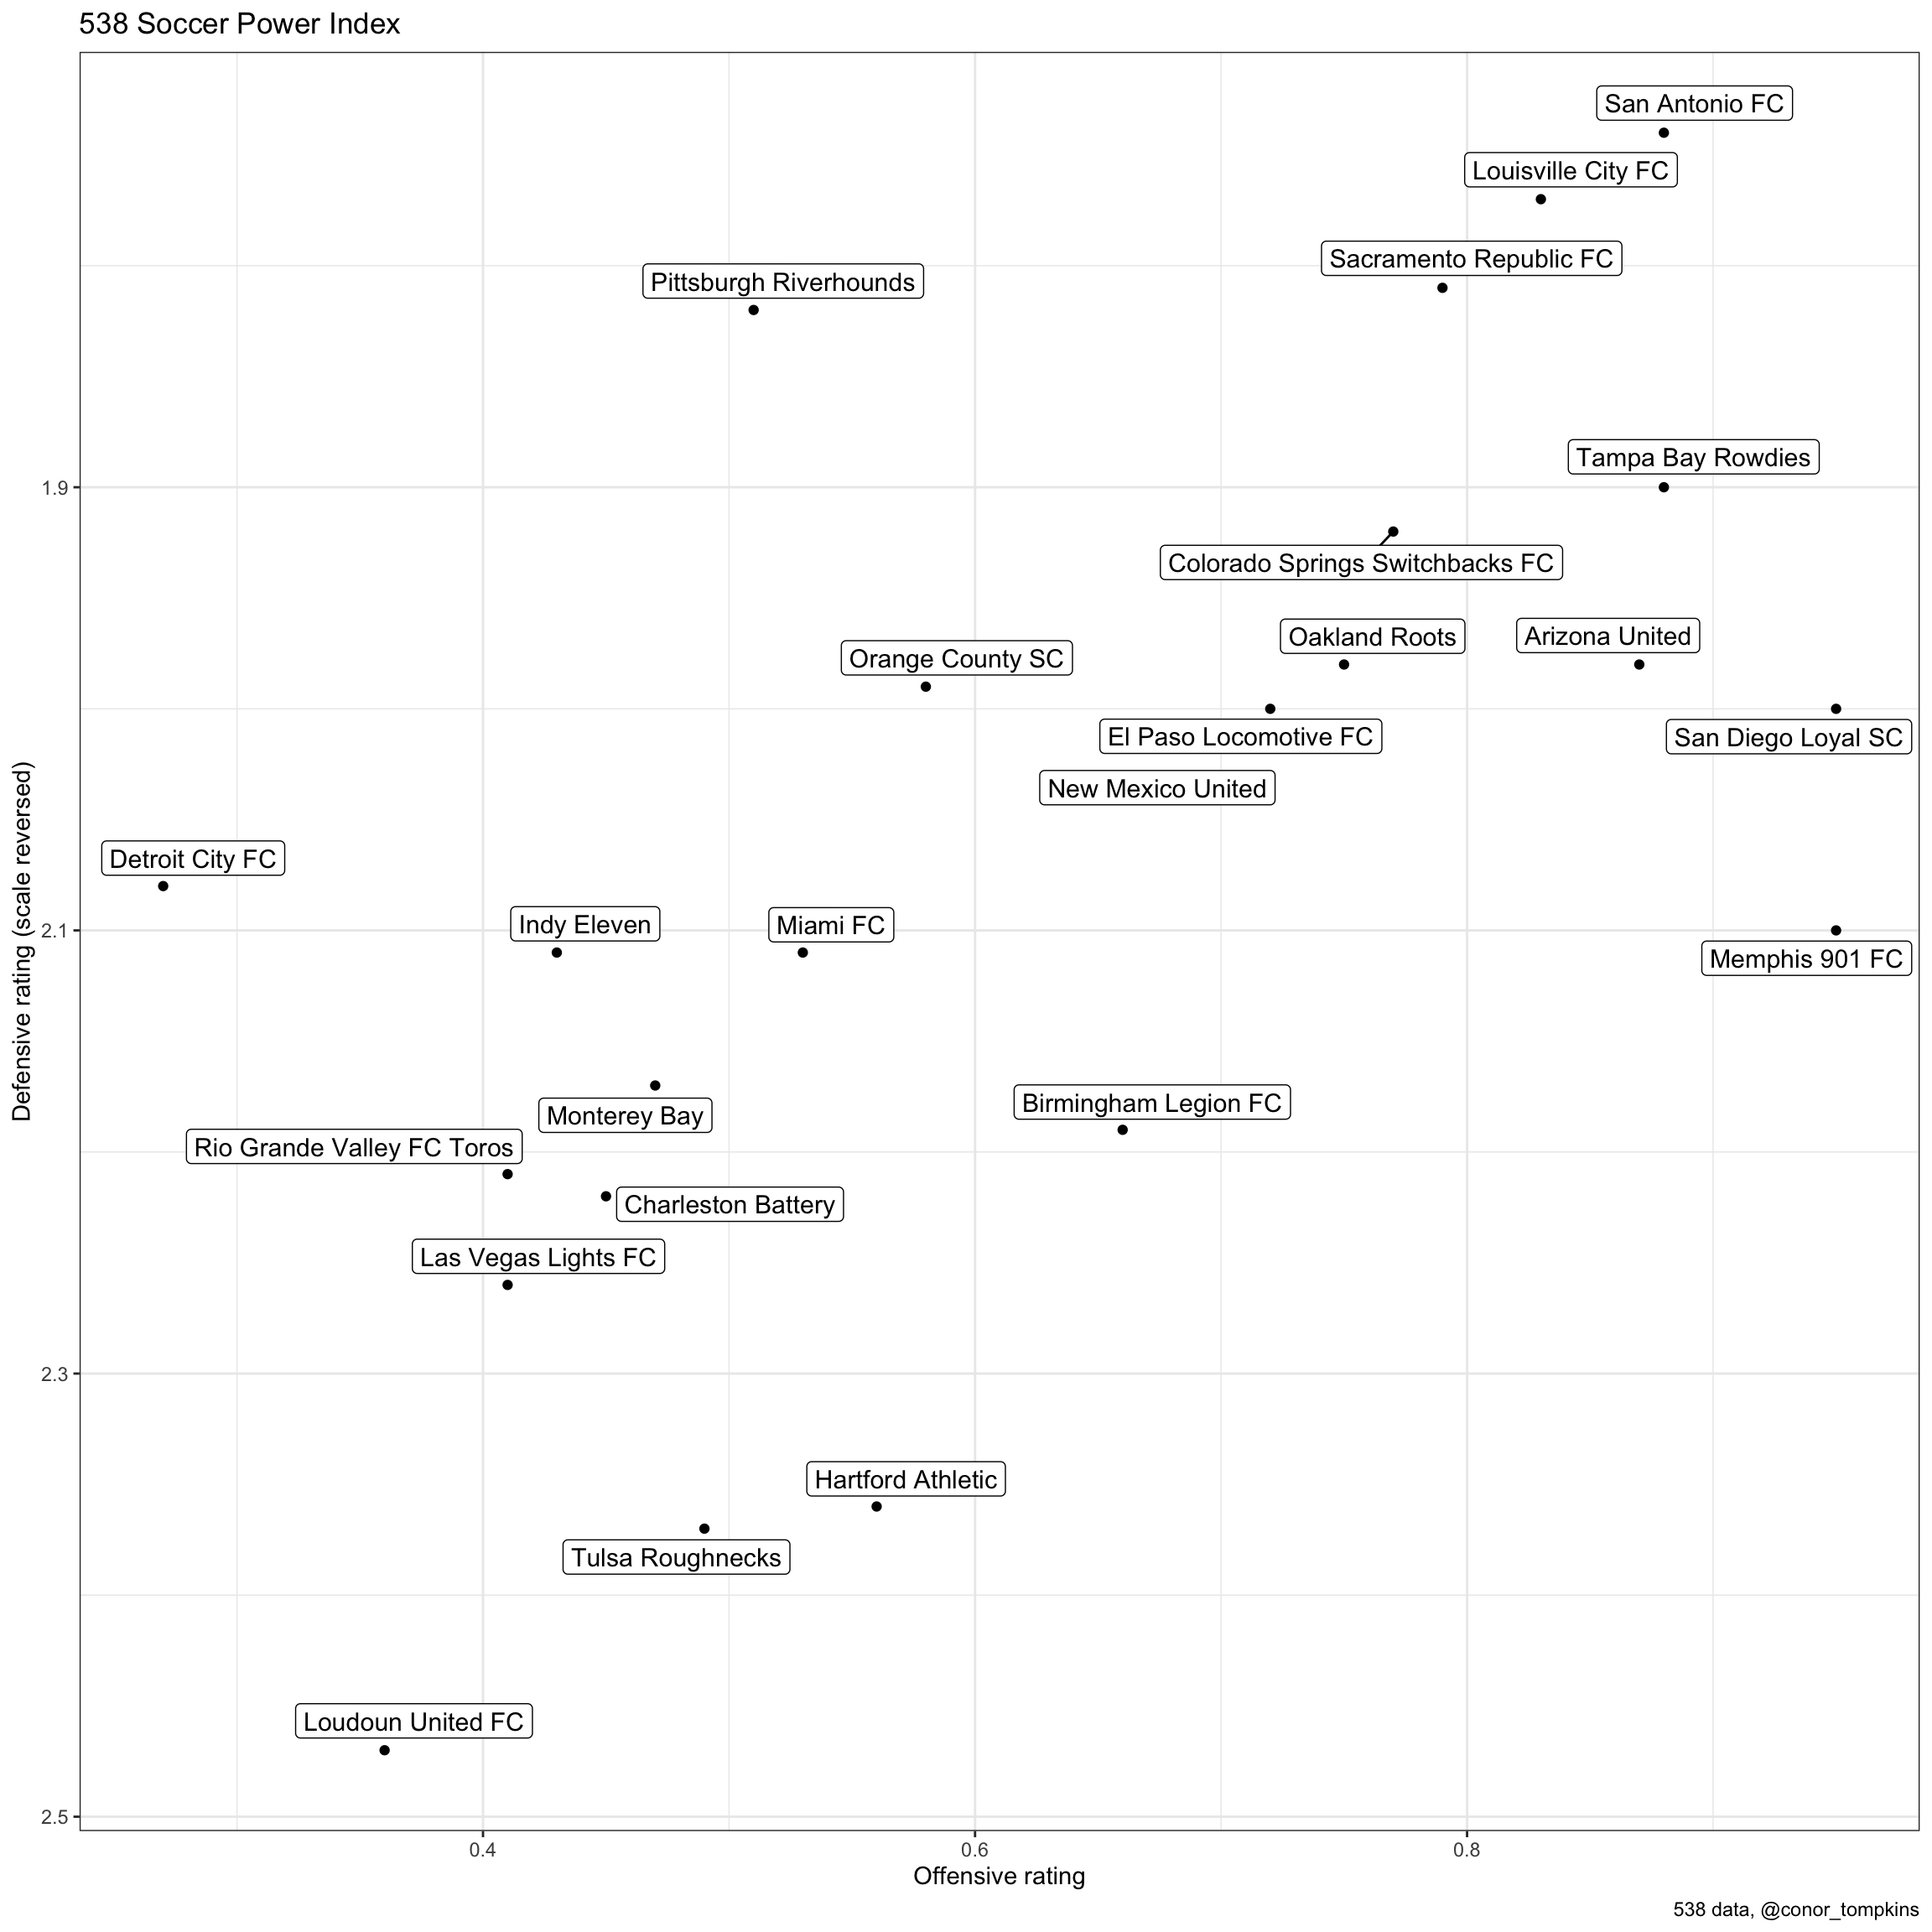 538 Soccer Power Index
San Antonio FC
Louisville City FC
Sacramento Republic FC
Pittsburgh Riverhounds
Tampa Bay Rowdies
1.9
Colorado Springs Switchbacks FC
Oakland Roots
Arizona United
Orange County SC
El Paso Locomotive FC
San Diego Loyal SC
New Mexico United
Detroit City FC
Indy Eleven
Miami FC
2.1
Memphis 901 FC
Defensive rating (scale reversed)
Monterey Bay
Birmingham Legion FC
Rio Grande Valley FC Toros
Charleston Battery
Las Vegas Lights FC
2.3
Hartford Athletic
Tulsa Roughnecks
Loudoun United FC
2.5
0.4
0.6
0.8
Offensive rating
538 data, @conor_tompkins